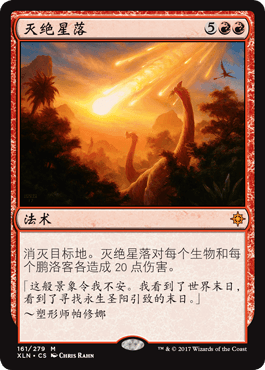 灭绝星落 5
法术
消灭目标地。灭绝星落对每个生物和每
个鹏洛客各造成20点伤害。
「这般景象令我不安。我看到了世界末日，
看到了寻找永生圣阳引致的末日。」
～塑形师帕修娜
161/279 M
XLN • CS Chris Rahn
™ & © 2017 Wizards of the Coast